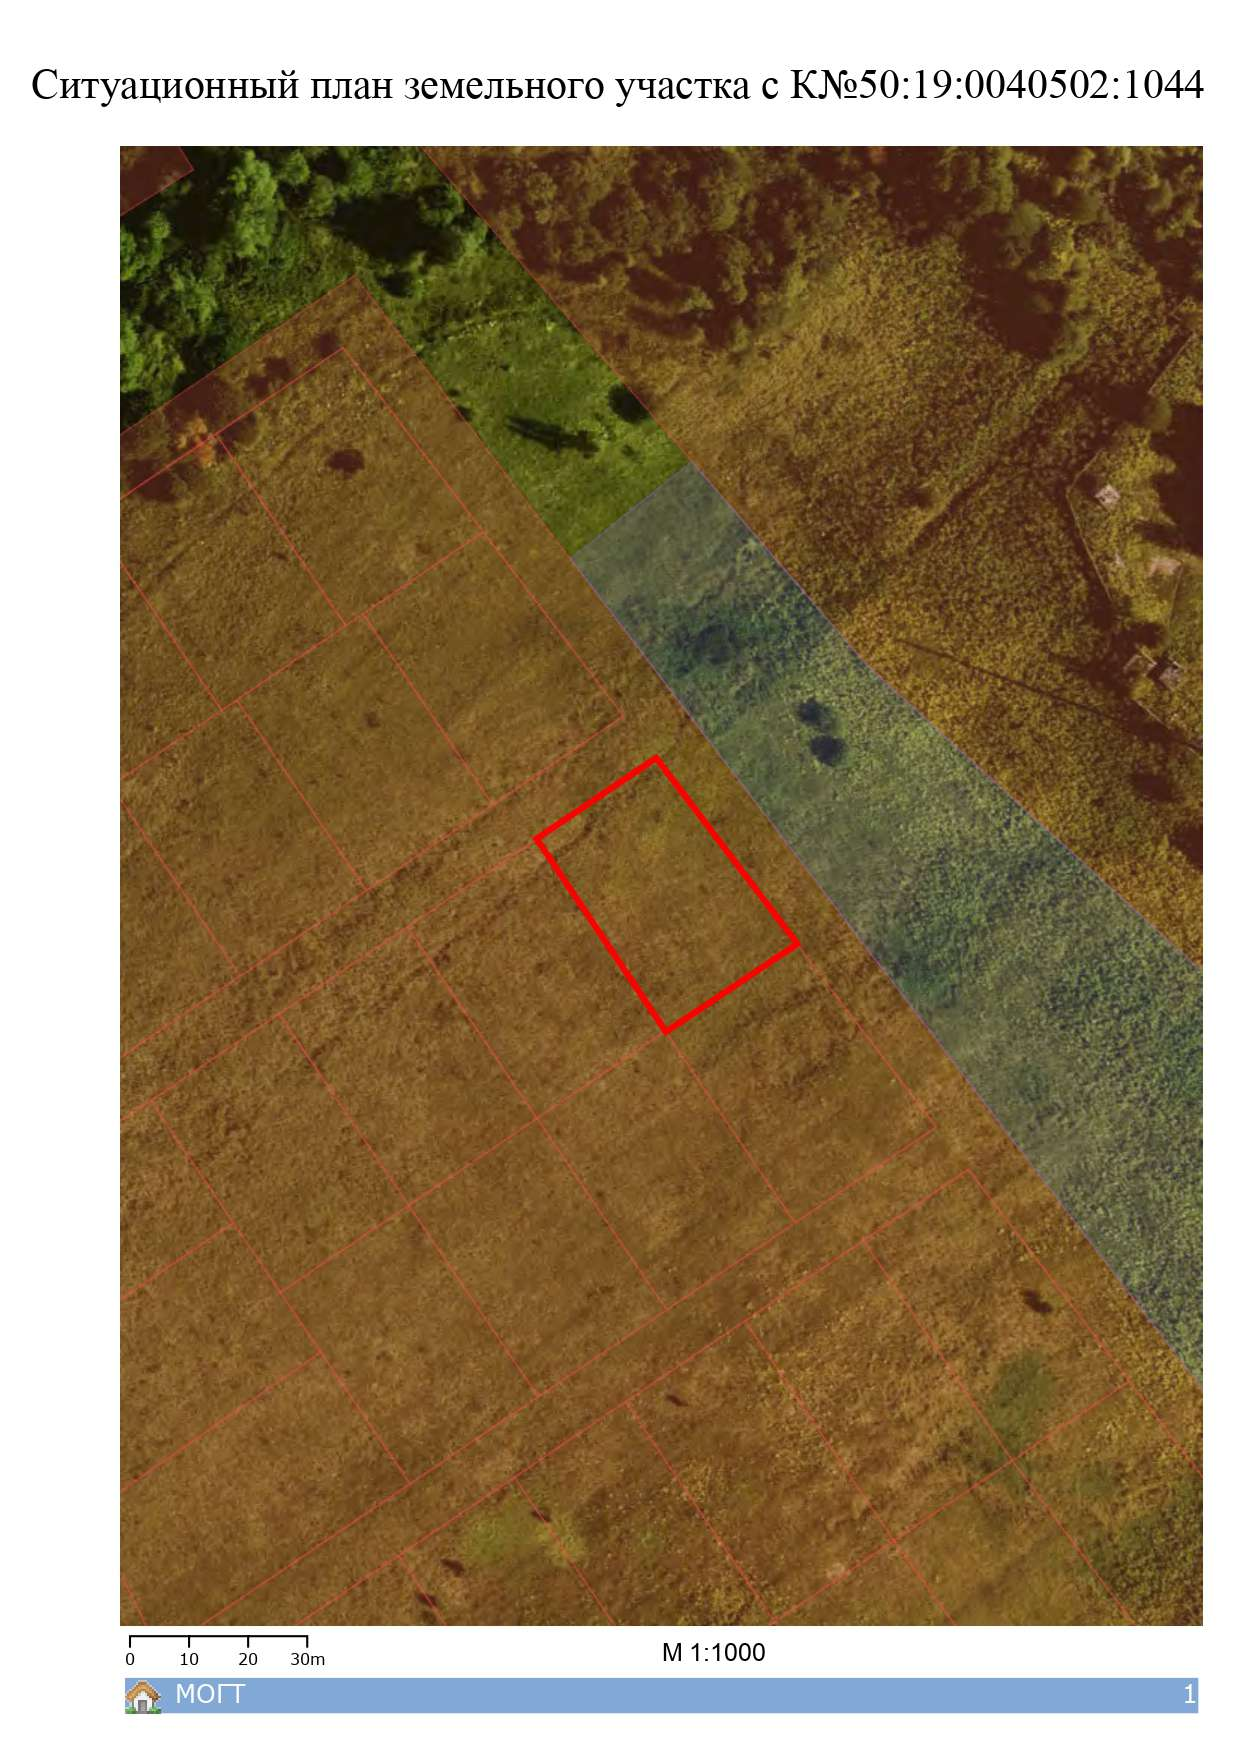 Ситуационный план земельного участка с К№50:19:0040502:1044
0 10 20 30m
М 1:1000
МОГТ 1